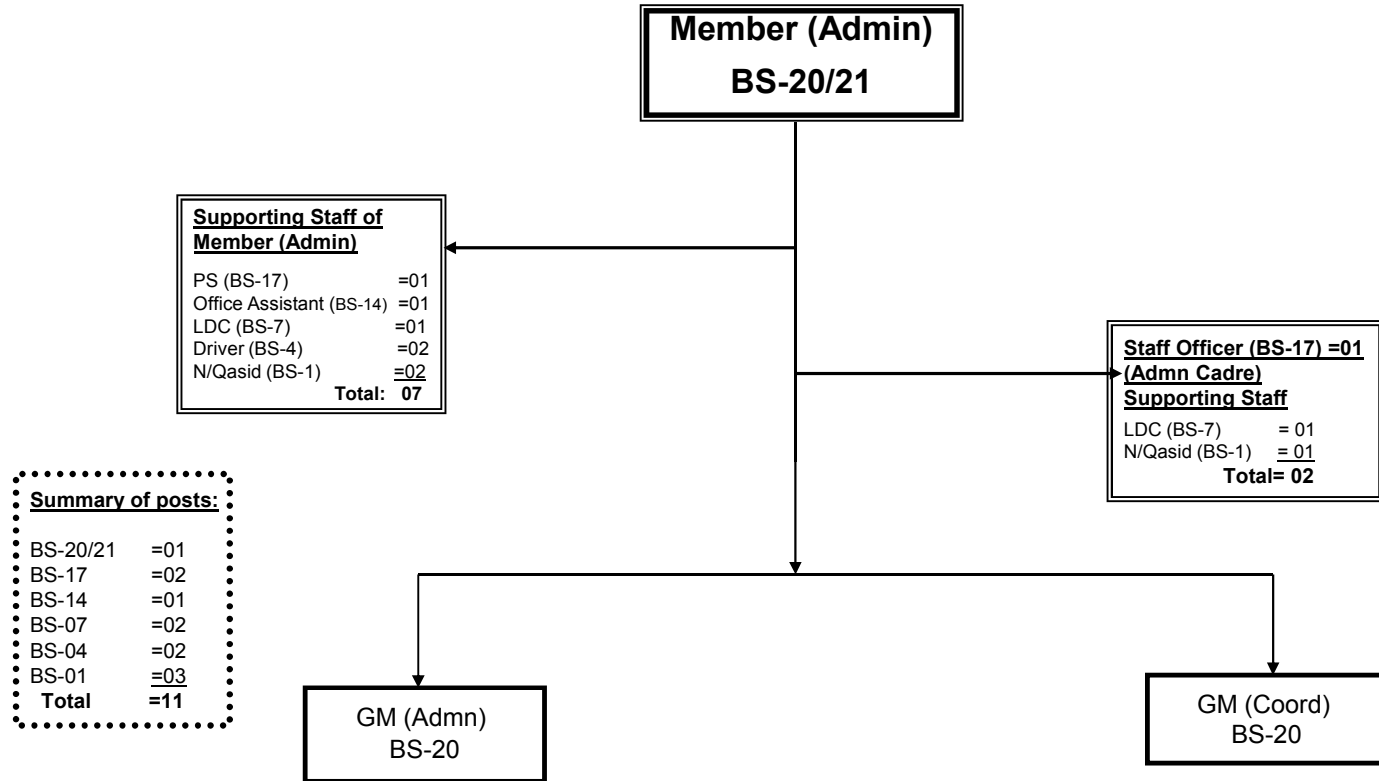 Member (Admin)
BS-20/21
Supporting Staff of
Member (Admin)
PS (BS-17) =01
Office Assistant (BS-14) =01
LDC (BS-7) =01
Driver (BS-4) =02
N/Qasid (BS-1) =02
Total: 07
Staff Officer (BS-17) =01
(Admn Cadre)
Supporting Staff
LDC (BS-7) = 01
N/Qasid (BS-1) = 01
Total= 02
Summary of posts:
BS-20/21 =01
BS-17 =02
BS-14 =01
BS-07 =02
BS-04 =02
BS-01 =03
Total =11
GM (Admn)
BS-20
GM (Coord)
BS-20